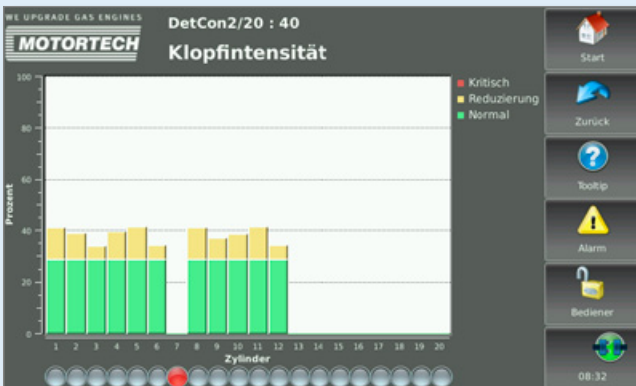 WE UPGRADE GAS ENGINES
MOTORTECH
DetCon2/20 : 40
Klopfintensität
Start
Zurück
Tooltip
Alarm
Bediener
08:32
Kritisch
Reduzierung
Normal
Prozent
100
80
60
40
20
0
1 2 3 4 5 6 7 8 9 10 11 12 13 14 15 16 17 18 19 20
Zylinder